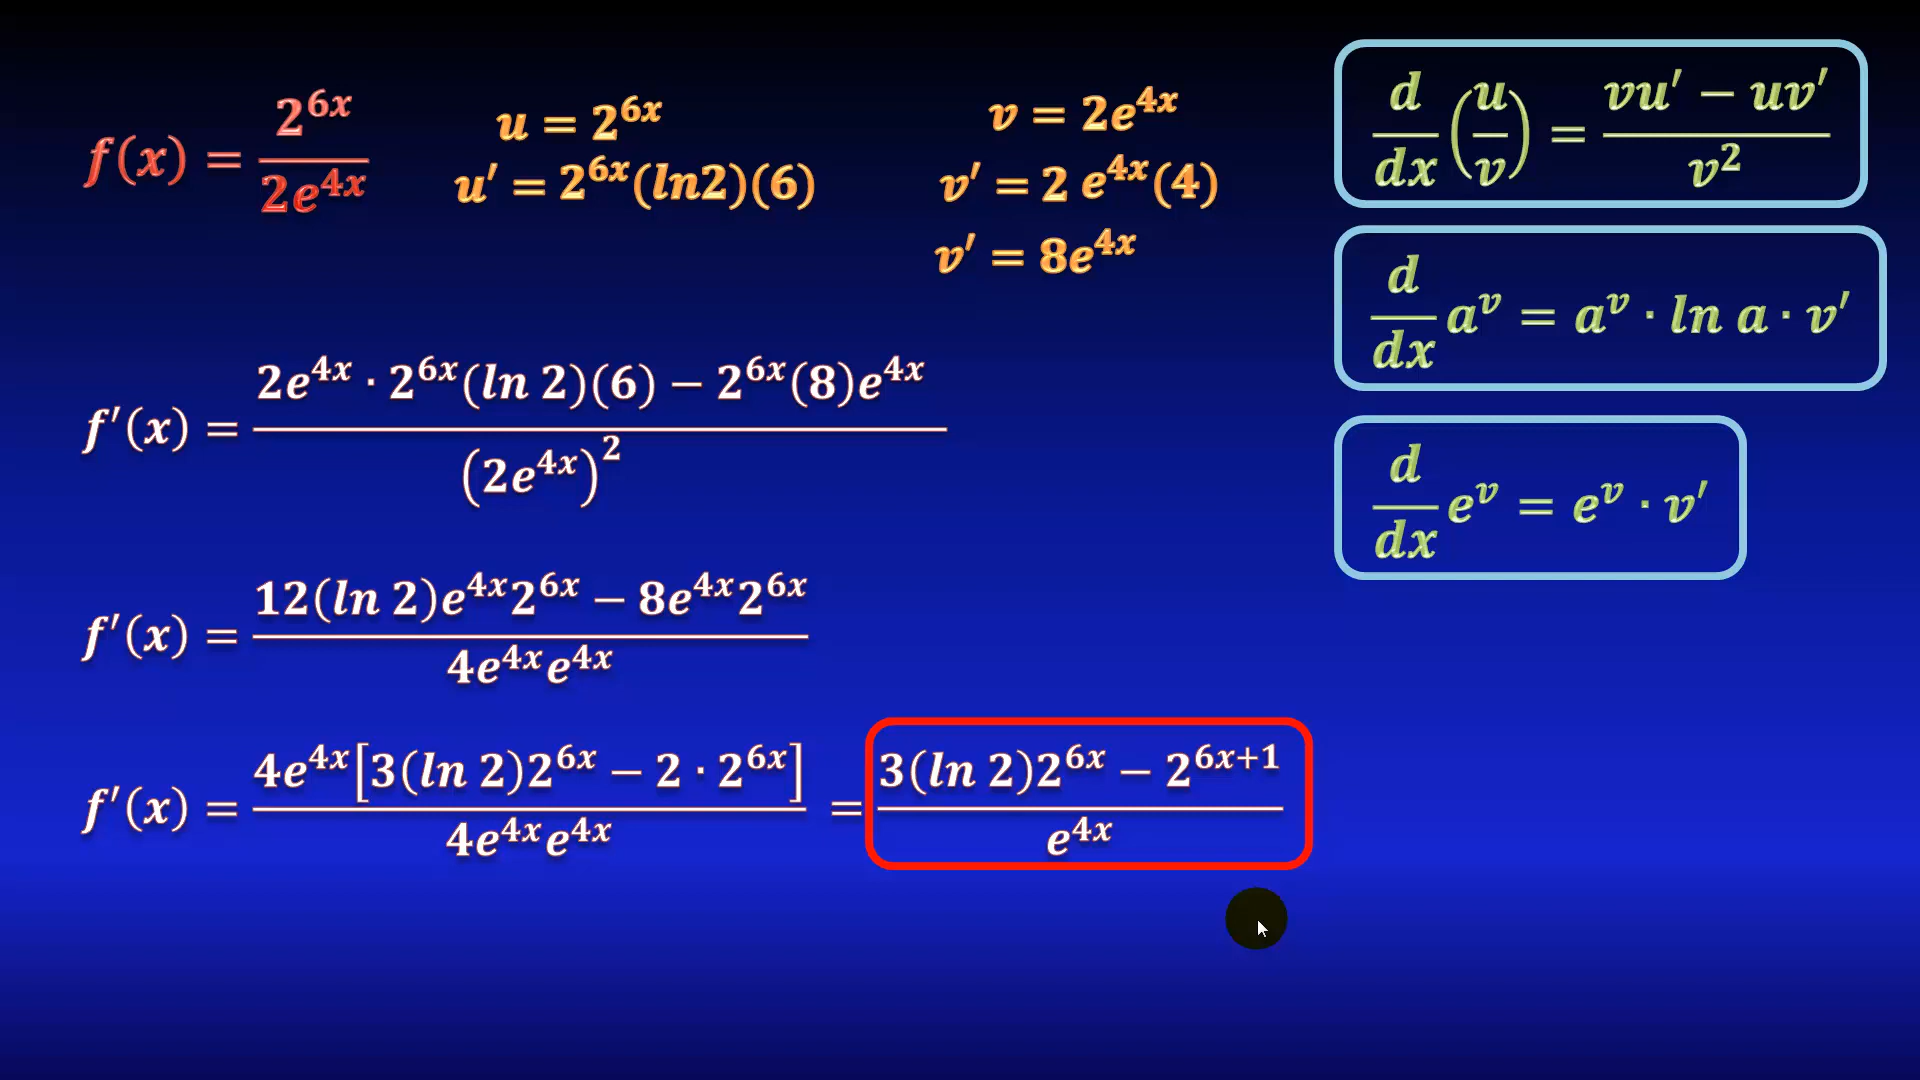 f(x) = 2^{6x} / 2e^{4x}
u = 2^{6x}
u' = 2^{6x}(ln2)(6)
v = 2e^{4x}
v' = 2 e^{4x}(4)
v' = 8e^{4x}
d/dx (u/v) = (vu' − uv') / v^2
d/dx a^v = a^v · ln a · v'
d/dx e^v = e^v · v'
f'(x) = (2e^{4x} · 2^{6x}(ln 2)(6) − 2^{6x}(8)e^{4x}) / (2e^{4x})^2
f'(x) = (12(ln 2)e^{4x}2^{6x} − 8e^{4x}2^{6x}) / 4e^{4x}e^{4x}
f'(x) = 4e^{4x}[3(ln 2)2^{6x} − 2 · 2^{6x}] / 4e^{4x}e^{4x} = (3(ln 2)2^{6x} − 2^{6x+1}) / e^{4x}